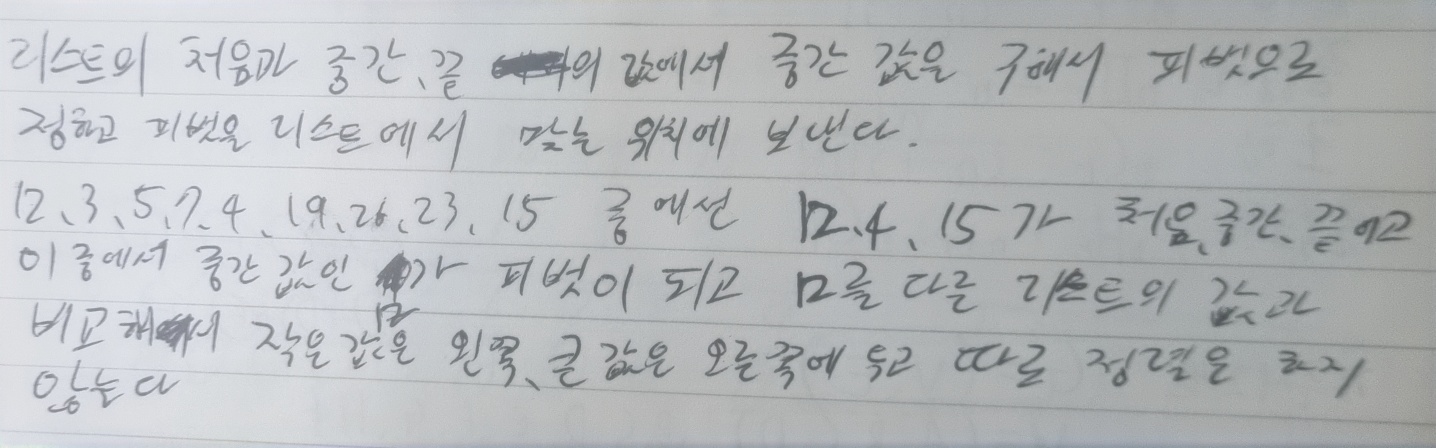 리스트의 처음과 중간、끝 의 값에서 중간 값을 구해서 피벗으로
정하고 피벗을 리스트에서 맞는 위치에 보낸다.
12、3、5、7、4、19、26、23、15 중에선 12、4、15가 처음、중간、끝이고
이 중에서 중간 값인 12가 피벗이 되고 12를 다른 리스트의 값과
비교해서 작은값은 왼쪽、큰 값은 오른쪽에 두고 따로 정렬은 하지
않는다